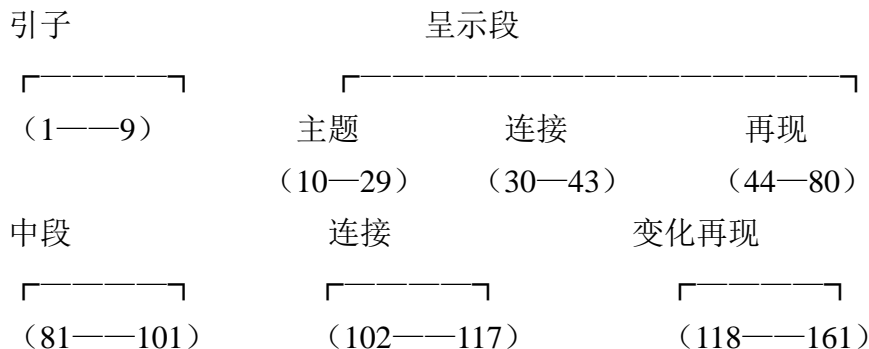 引子 呈示段
（1——9） 主题 连接 再现
（10—29） （30—43） （44—80）
中段 连接 变化再现
（81——101） （102——117） （118——161）